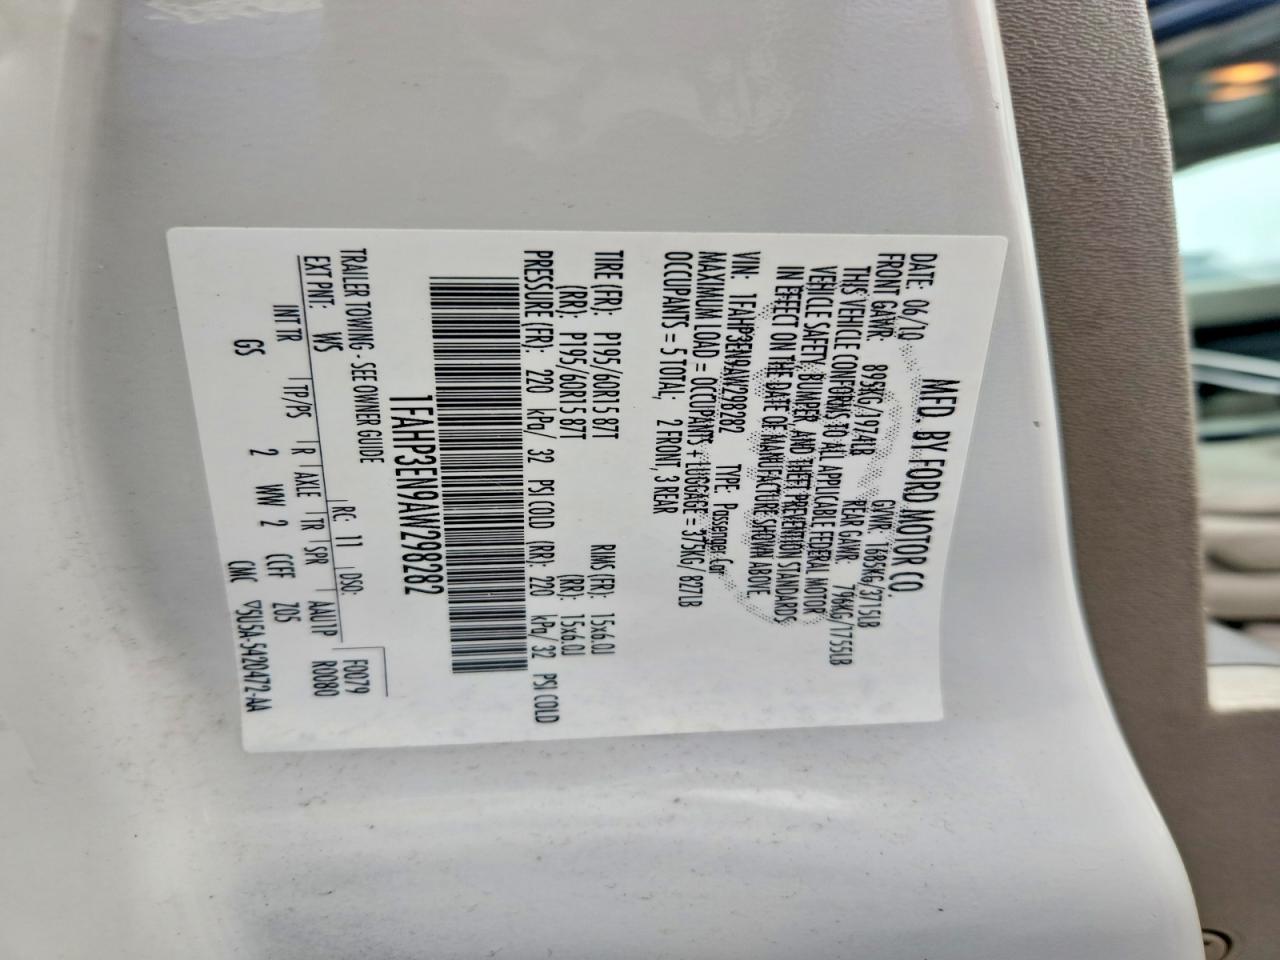 MFD. BY FORD MOTOR CO.
DATE: 06/10 GVWR: 1685KG/3715LB
FRONT GAWR: 895KG/1974LB REAR GAWR: 796KG/1755LB
THIS VEHICLE CONFORMS TO ALL APPLICABLE FEDERAL MOTOR
VEHICLE SAFETY, BUMPER, AND THEFT PREVENTION STANDARDS
IN EFFECT ON THE DATE OF MANUFACTURE SHOWN ABOVE.
VIN: 1FAHP3EN9AW298282 TYPE: Passenger Car
MAXIMUM LOAD = OCCUPANTS + LUGGAGE = 375KG/ 827LB
OCCUPANTS = 5 TOTAL; 2 FRONT, 3 REAR
TIRE (FR): P195/60R15 87T RIMS (FR): 15x6.0J
(RR): P195/60R15 87T (RR): 15x6.0J
PRESSURE (FR): 220 kPa/ 32 PSI COLD (RR): 220 kPa/ 32 PSI COLD
1FAHP3EN9AW298282
TRAILER TOWING - SEE OWNER GUIDE
F0079
EXT PNT: WS RC: 11 DSO: R0080
INT TR TP/PS R AXLE TR SPR AAUTP
GS 2 WW 2 CCFF Z05
CMC ▽5U5A-5420472-AA